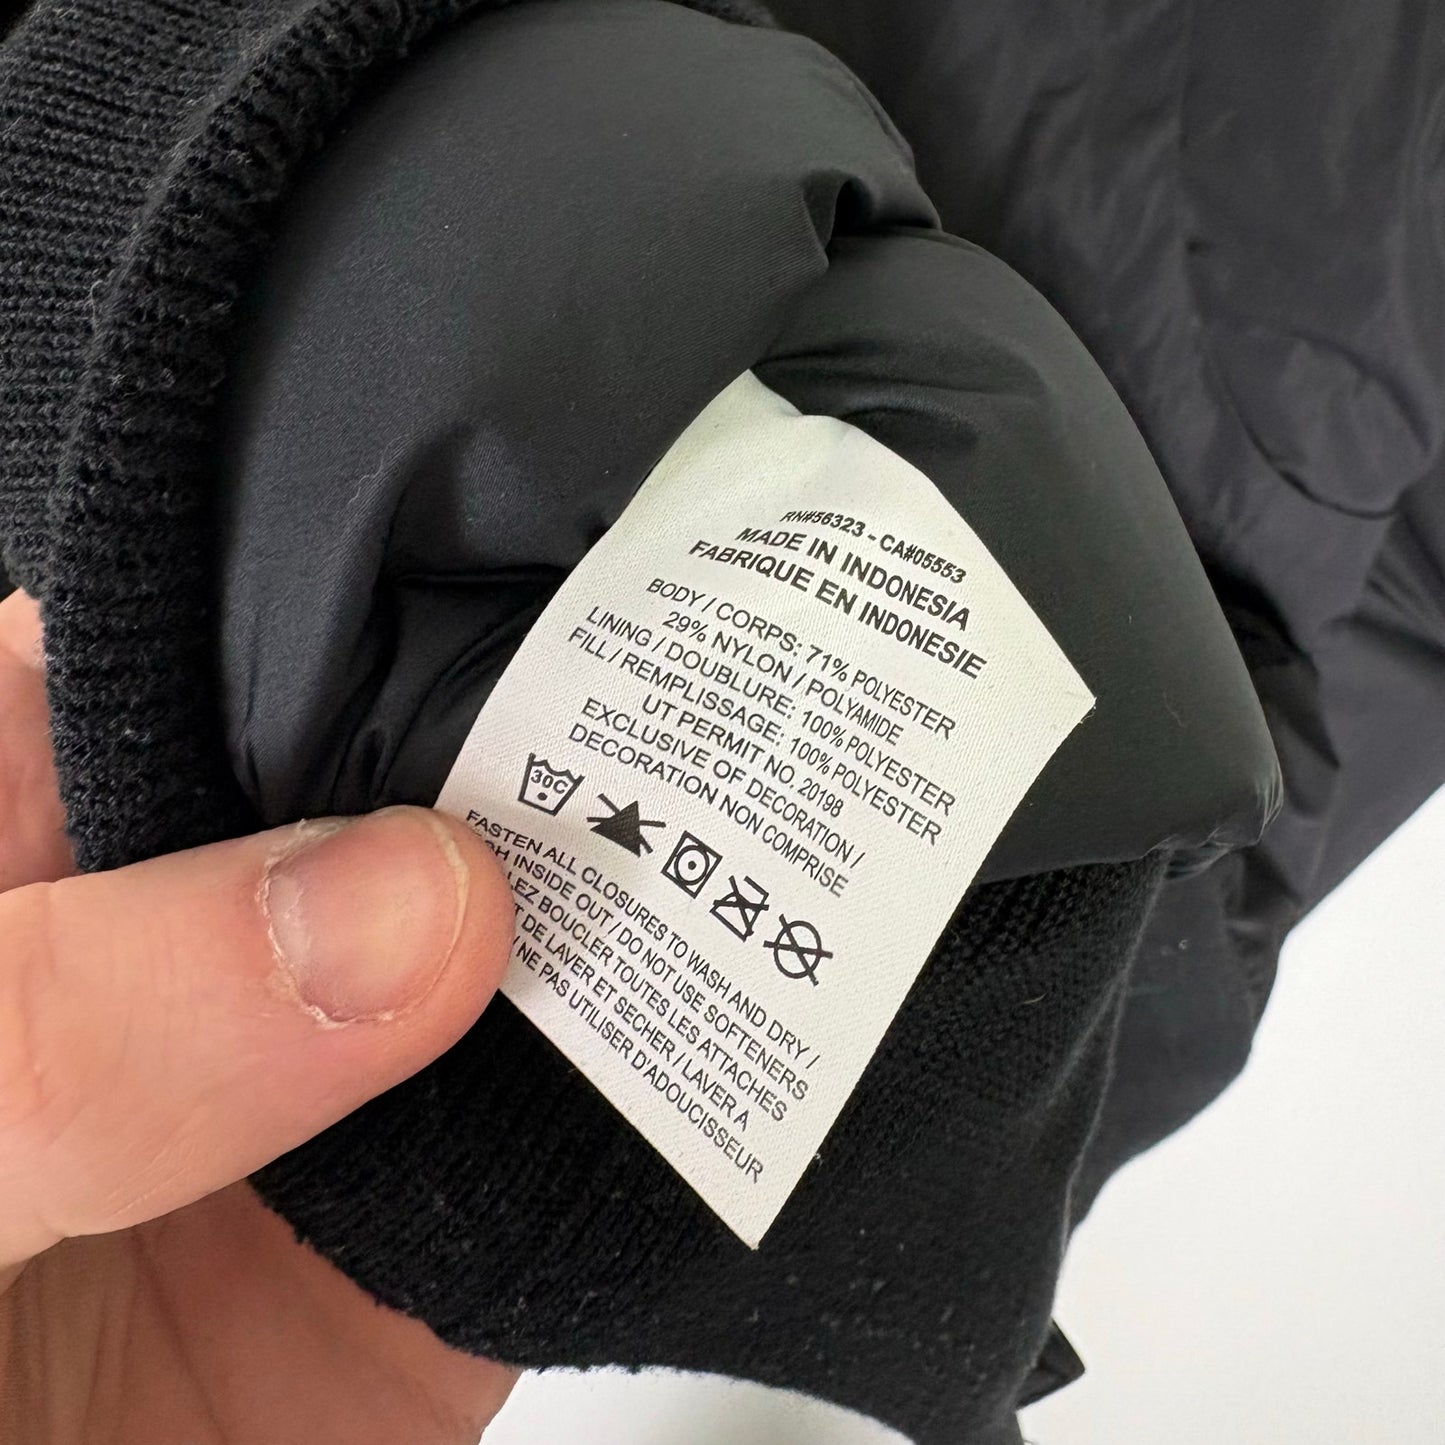 RN#56323 - CA#05553
MADE IN INDONESIA
FABRIQUE EN INDONESIE
BODY / CORPS: 71% POLYESTER
29% NYLON / POLYAMIDE
LINING / DOUBLURE: 100% POLYESTER
FILL / REMPLISSAGE: 100% POLYESTER
UT PERMIT NO. 20198
EXCLUSIVE OF DECORATION /
DECORATION NON COMPRISE
30C
FASTEN ALL CLOSURES TO WASH AND DRY /
INSIDE OUT / DO NOT USE SOFTENERS
BOUCLER TOUTES LES ATTACHES
DE LAVER ET SECHER / LAVER A
/ NE PAS UTILISER D'ADOUCISSEUR